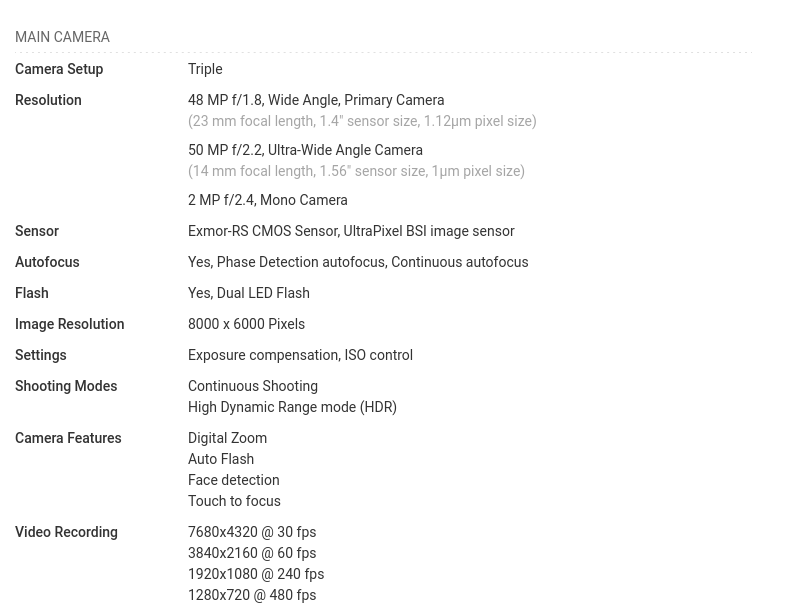 MAIN CAMERA
Camera Setup Triple
Resolution 48 MP f/1.8, Wide Angle, Primary Camera
(23 mm focal length, 1.4" sensor size, 1.12µm pixel size)
50 MP f/2.2, Ultra-Wide Angle Camera
(14 mm focal length, 1.56" sensor size, 1µm pixel size)
2 MP f/2.4, Mono Camera
Sensor Exmor-RS CMOS Sensor, UltraPixel BSI image sensor
Autofocus Yes, Phase Detection autofocus, Continuous autofocus
Flash Yes, Dual LED Flash
Image Resolution 8000 x 6000 Pixels
Settings Exposure compensation, ISO control
Shooting Modes Continuous Shooting
High Dynamic Range mode (HDR)
Camera Features Digital Zoom
Auto Flash
Face detection
Touch to focus
Video Recording 7680x4320 @ 30 fps
3840x2160 @ 60 fps
1920x1080 @ 240 fps
1280x720 @ 480 fps